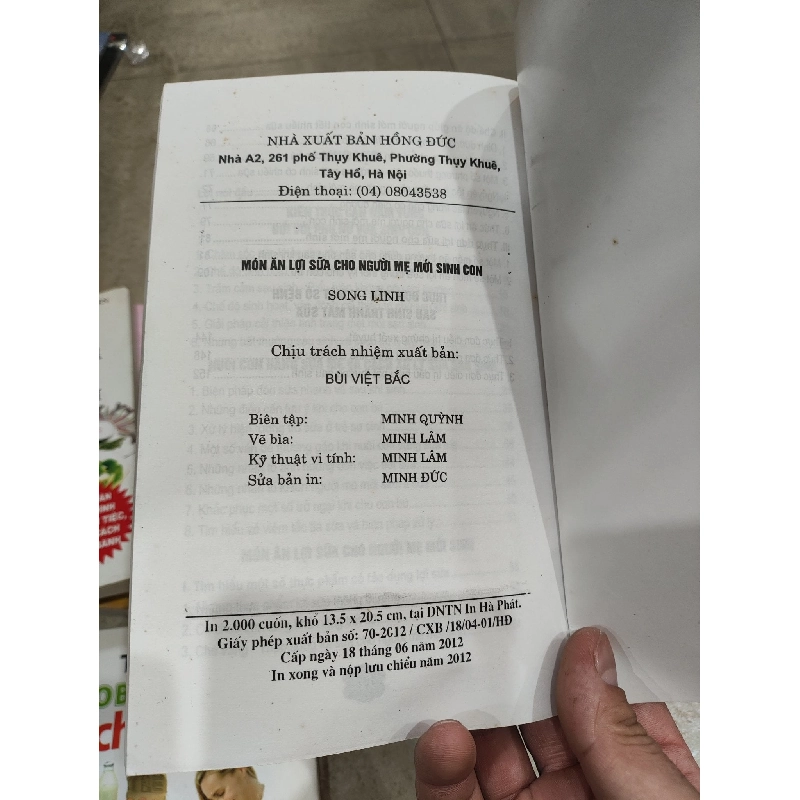 NHÀ XUẤT BẢN HỒNG ĐỨC
Nhà A2, 261 phố Thụy Khuê, Phường Thụy Khuê,
Tây Hồ, Hà Nội
Điện thoại: (04) 08043538
MÓN ĂN LỢI SỮA CHO NGƯỜI MẸ MỚI SINH CON
SONG LINH
Chịu trách nhiệm xuất bản:
BÙI VIỆT BẮC
Biên tập: MINH QUỲNH
Vẽ bìa: MINH LÂM
Kỹ thuật vi tính: MINH LÂM
Sửa bản in: MINH ĐỨC
In 2.000 cuốn, khổ 13.5 x 20.5 cm, tại DNTN In Hà Phát.
Giấy phép xuất bản số: 70-2012 / CXB /18/04-01/HĐ
Cấp ngày 18 tháng 06 năm 2012
In xong và nộp lưu chiểu năm 2012